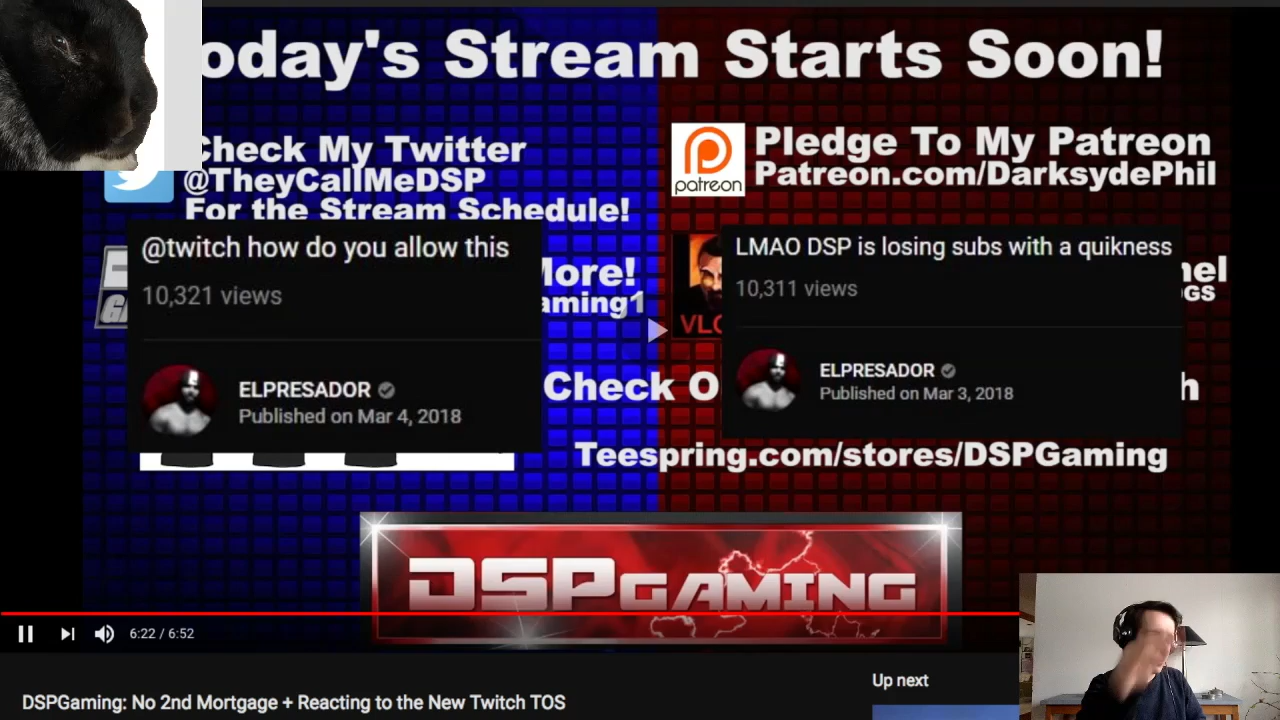 oday's Stream Starts Soon!
Check My Twitter
@TheyCallMeDSP
For the Stream Schedule!
Pledge To My Patreon
Patreon.com/DarksydePhil
patreon
@twitch how do you allow this
10,321 views
ELPRESADOR
Published on Mar 4, 2018
More!
aming1
LMAO DSP is losing subs with a quikness
10,311 views
ELPRESADOR
Published on Mar 3, 2018
nel
OGS
VLO
Check O
h
Teespring.com/stores/DSPGaming
DSPGAMING
6:22 / 6:52
DSPGaming: No 2nd Mortgage + Reacting to the New Twitch TOS
Up next